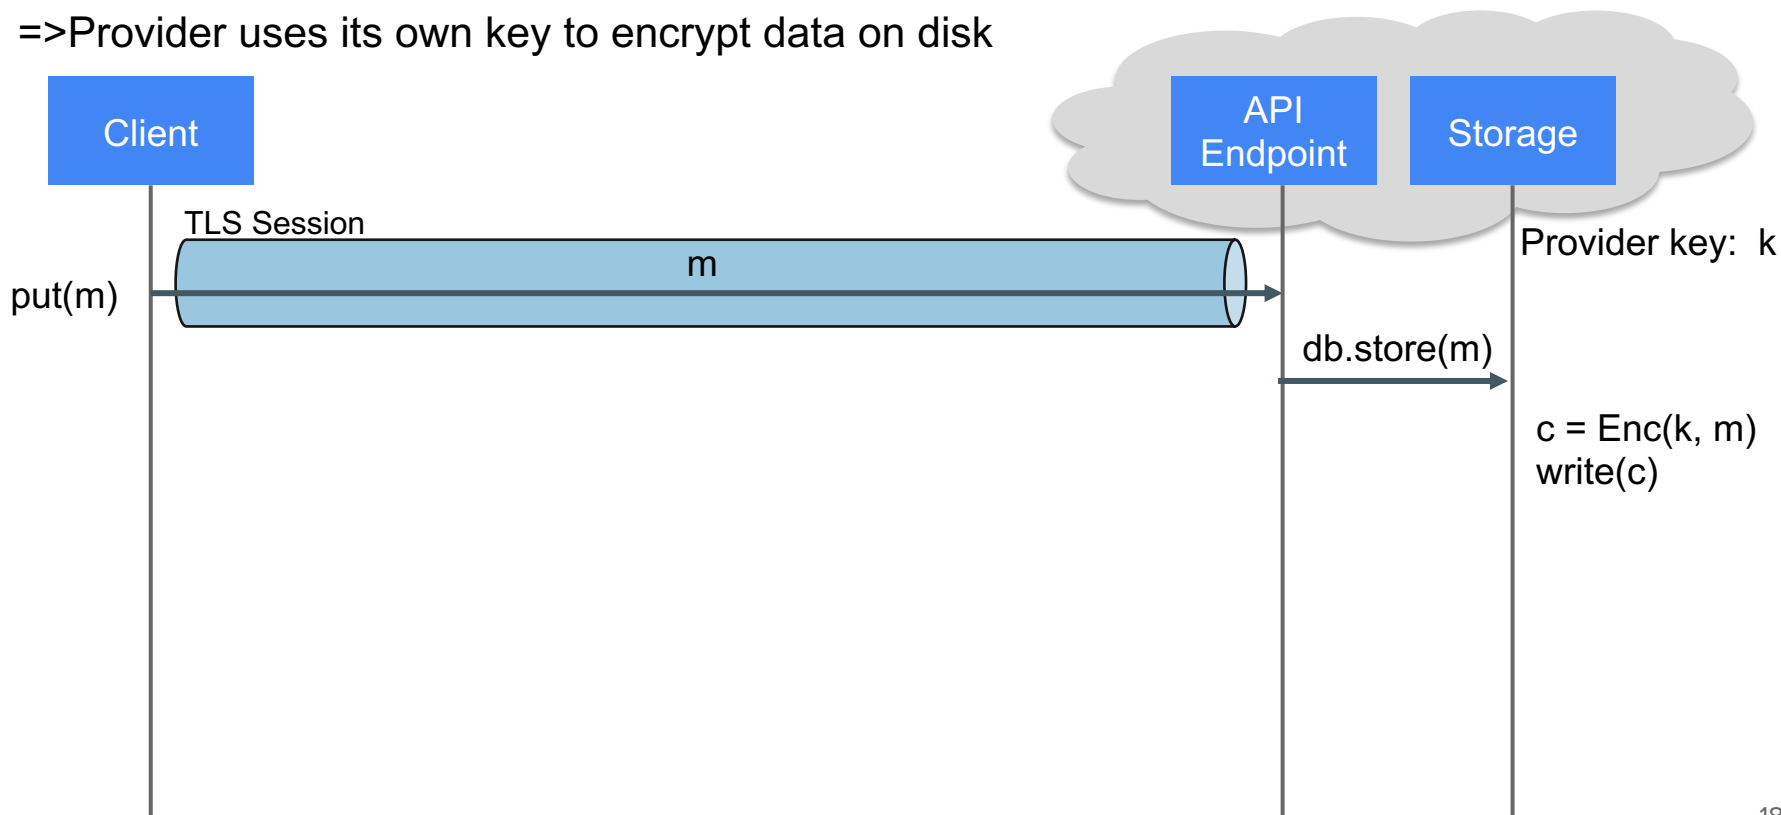 =>Provider uses its own key to encrypt data on disk
Client
API
Endpoint
Storage
TLS Session
Provider key:  k
m
put(m)
db.store(m)
c = Enc(k, m)
write(c)